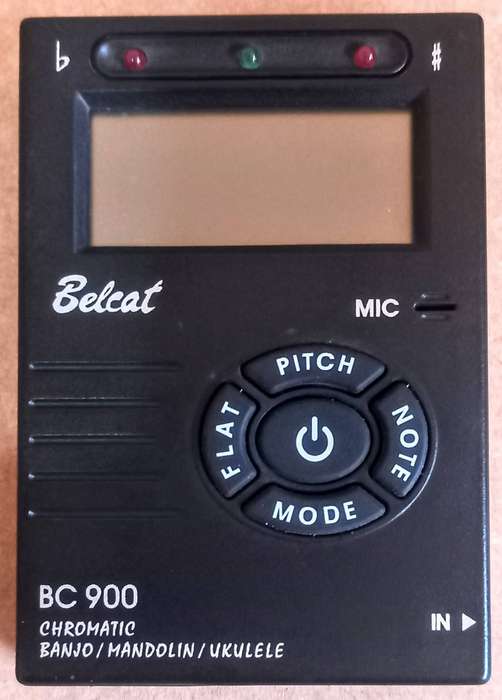 ♭ ♯
Belcat
MIC
PITCH
FLAT
NOTE
MODE
BC 900
CHROMATIC
IN
BANJO / MANDOLIN / UKULELE